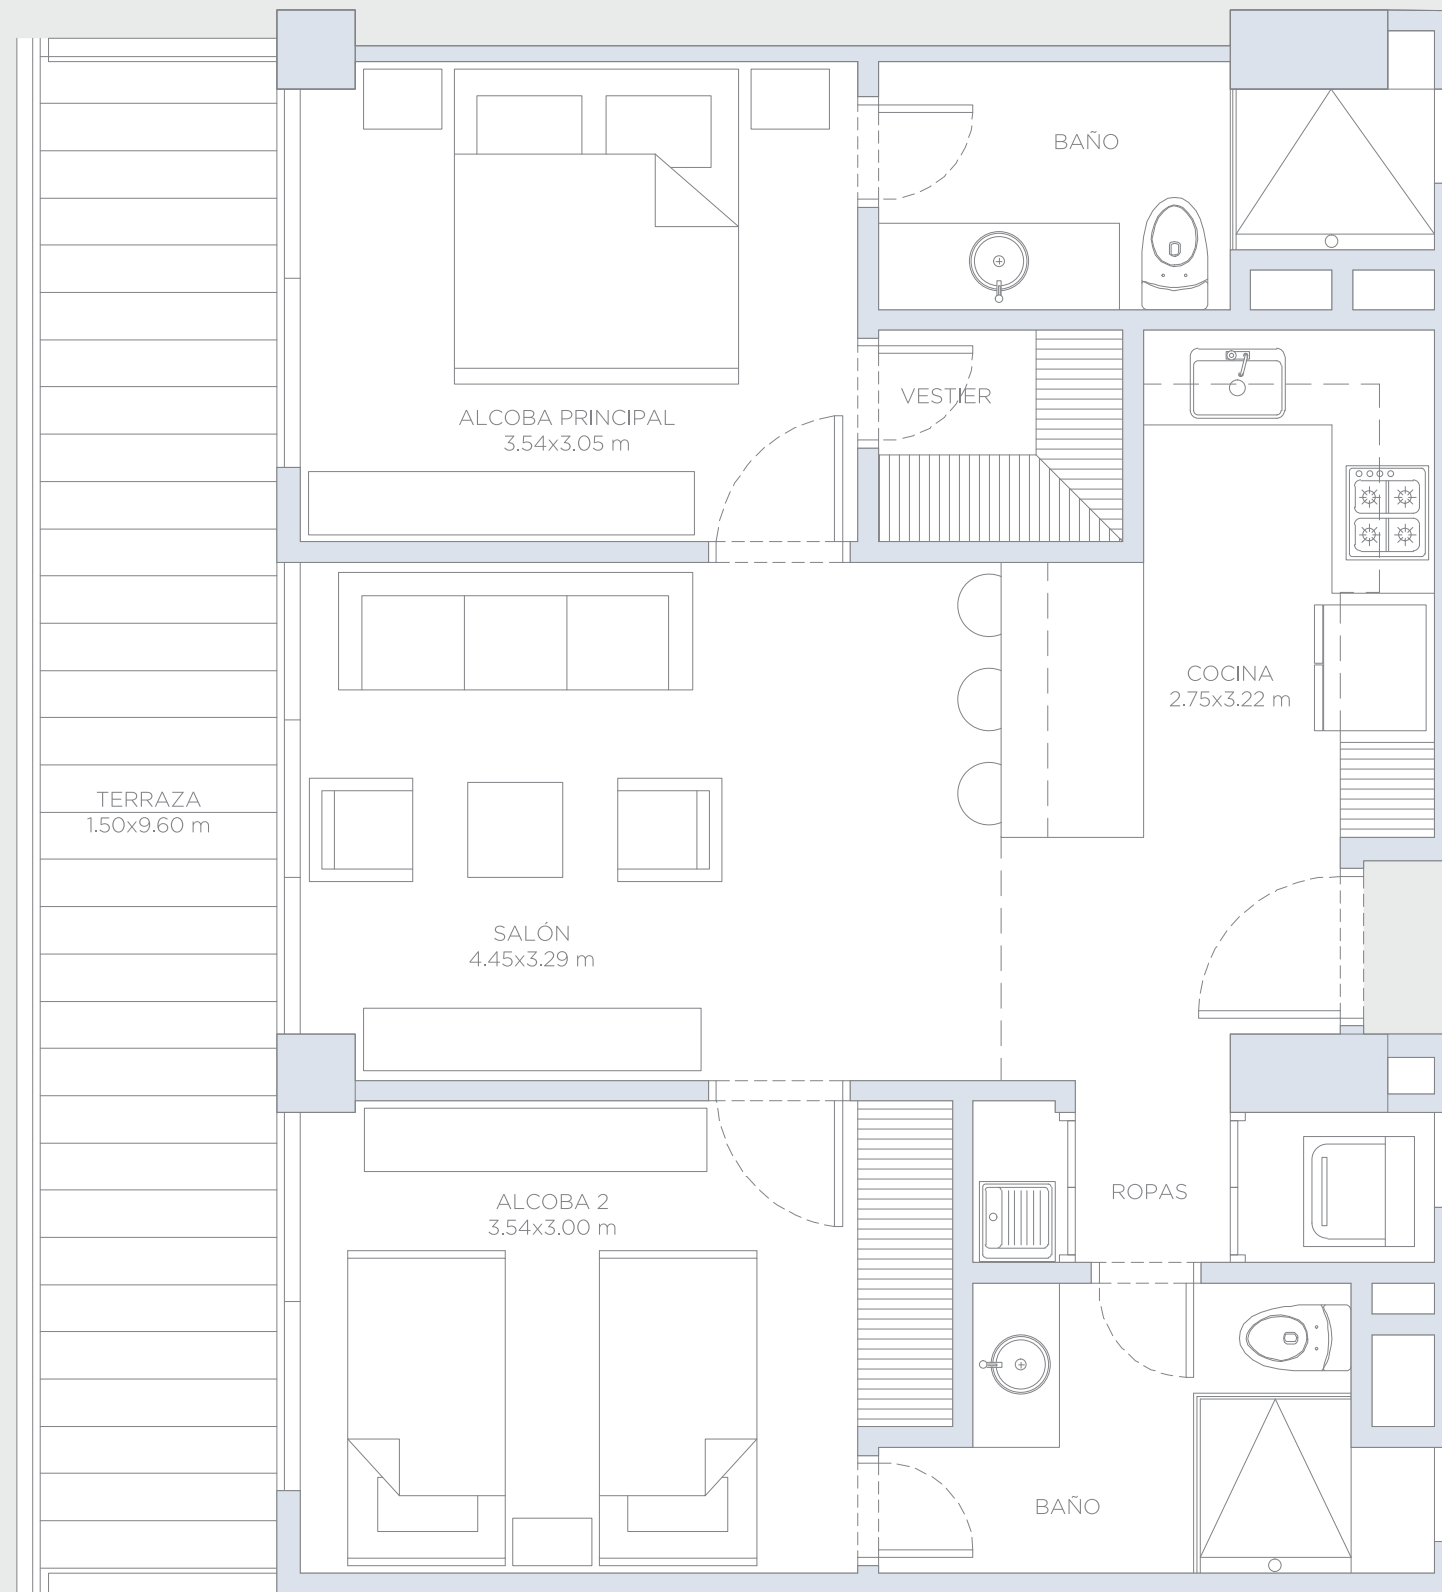 BAÑO
VESTIER
ALCOBA PRINCIPAL
3.54x3.05 m
COCINA
2.75x3.22 m
TERRAZA
1.50x9.60 m
SALÓN
4.45x3.29 m
ROPAS
ALCOBA 2
3.54x3.00 m
BAÑO